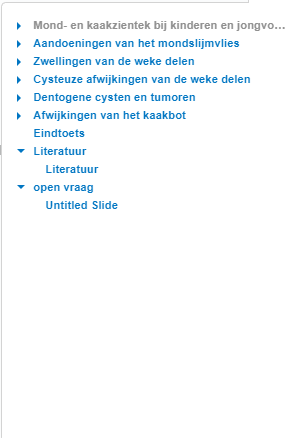 Mond- en kaakziektet bij kinderen en jongvo...
Aandoeningen van het mondslijmvlies
Zwellingen van de weke delen
Cysteuze afwijkingen van de weke delen
Dentogene cysten en tumoren
Afwijkingen van het kaakbot
Eindtoets
Literatuur
Literatuur
open vraag
Untitled Slide